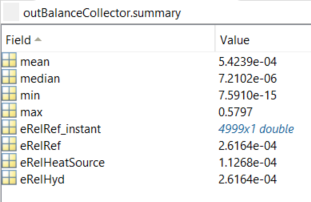 outBalanceCollector.summary
Field Value
mean 5.4239e-04
median 7.2102e-06
min 7.5910e-15
max 0.5797
eRelRef_instant 4999x1 double
eRelRef 2.6164e-04
eRelHeatSource 1.1268e-04
eRelHyd 2.6164e-04